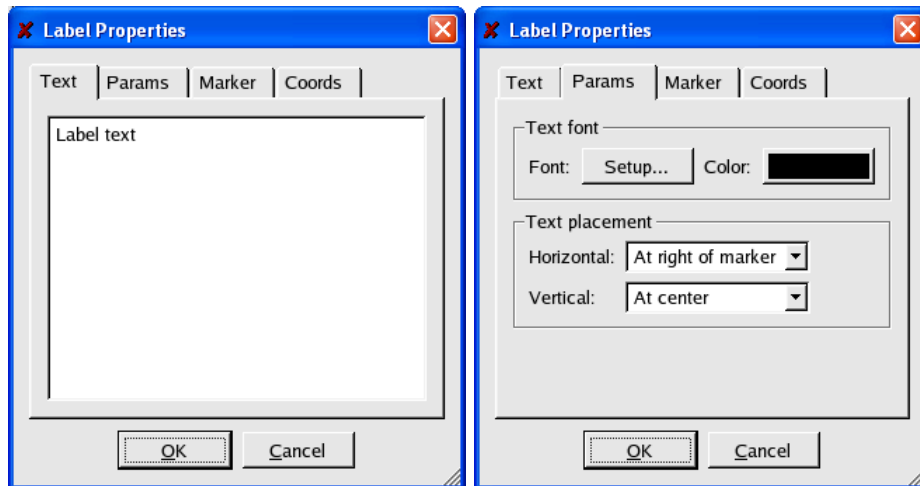 Label Properties
Text Params Marker Coords
Label text
OK Cancel
Label Properties
Text Params Marker Coords
Text font
Font: Setup... Color:
Text placement
Horizontal: At right of marker
Vertical: At center
OK Cancel